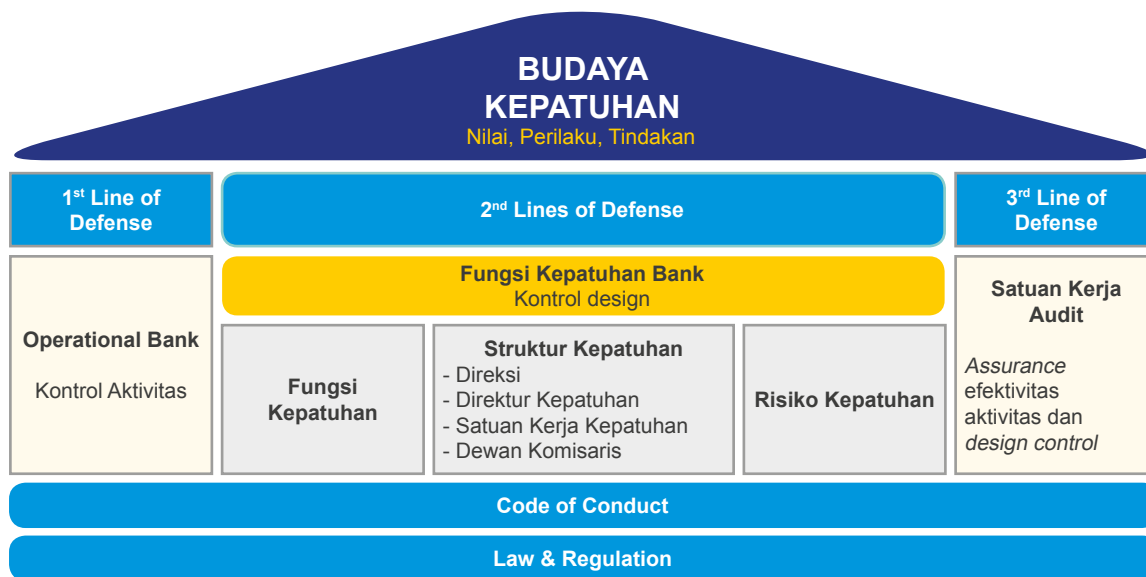 BUDAYA
KEPATUHAN
Nilai, Perilaku, Tindakan
1st Line of
Defense
2nd Lines of Defense
3rd Line of
Defense
Operational Bank
Kontrol Aktivitas
Fungsi Kepatuhan Bank
Kontrol design
Fungsi
Kepatuhan
Struktur Kepatuhan
- Direksi
- Direktur Kepatuhan
- Satuan Kerja Kepatuhan
- Dewan Komisaris
Risiko Kepatuhan
Satuan Kerja
Audit
Assurance
efektivitas
aktivitas dan
design control
Code of Conduct
Law & Regulation